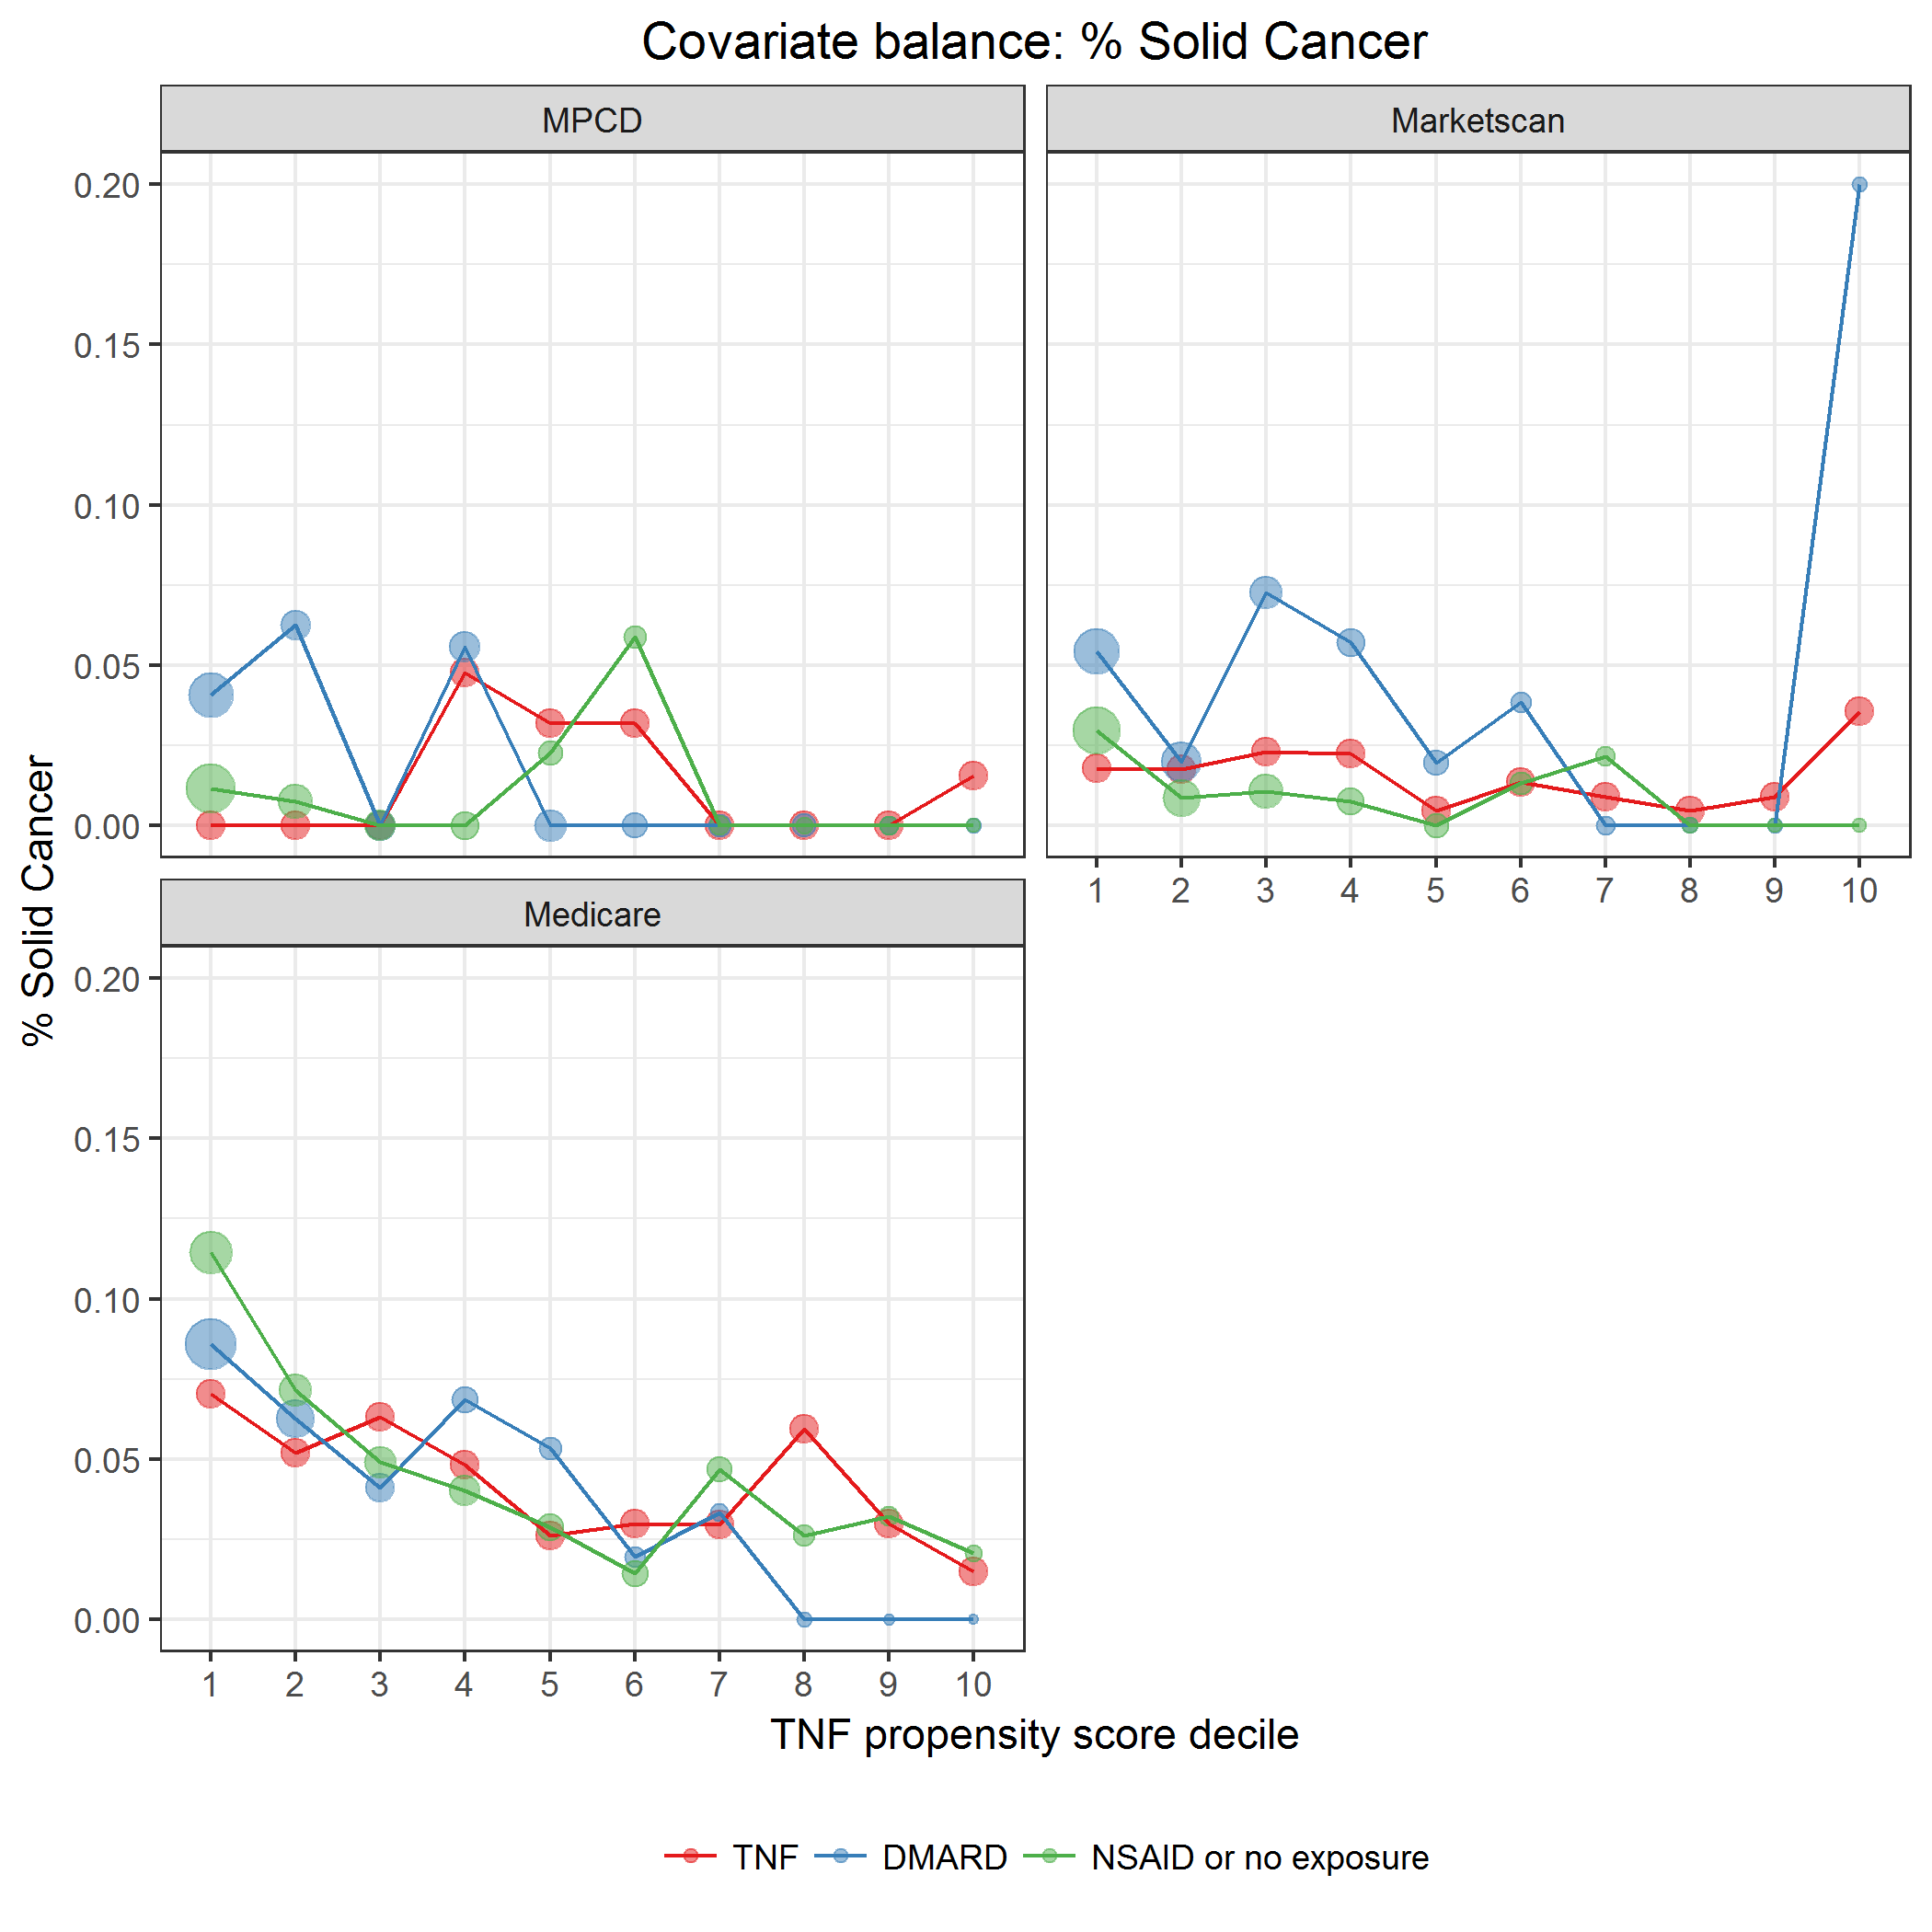 Covariate balance: % Solid Cancer
MPCD
Marketscan
0.20
0.15
0.10
0.05
0.00
1 2 3 4 5 6 7 8 9 10
% Solid Cancer
Medicare
0.20
0.15
0.10
0.05
0.00
1 2 3 4 5 6 7 8 9 10
TNF propensity score decile
TNF DMARD NSAID or no exposure